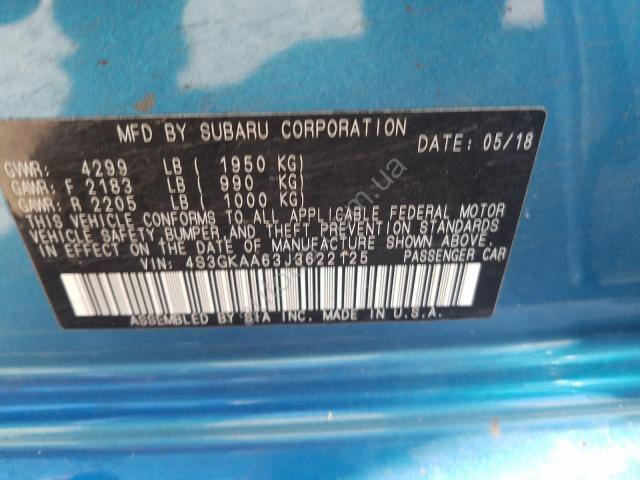 MFD BY SUBARU CORPORATION DATE: 05/18
GVWR: 4299 LB ( 1950 KG)
GAWR: F 2183 LB ( 990 KG)
GAWR: R 2205 LB ( 1000 KG)
THIS VEHICLE CONFORMS TO ALL APPLICABLE FEDERAL MOTOR
VEHICLE SAFETY BUMPER, AND THEFT PREVENTION STANDARDS
IN EFFECT ON THE DATE OF MANUFACTURE SHOWN ABOVE.
VIN: 4S3GKAA63J3622125 PASSENGER CAR
ASSEMBLED BY SIA INC. MADE IN U.S.A.